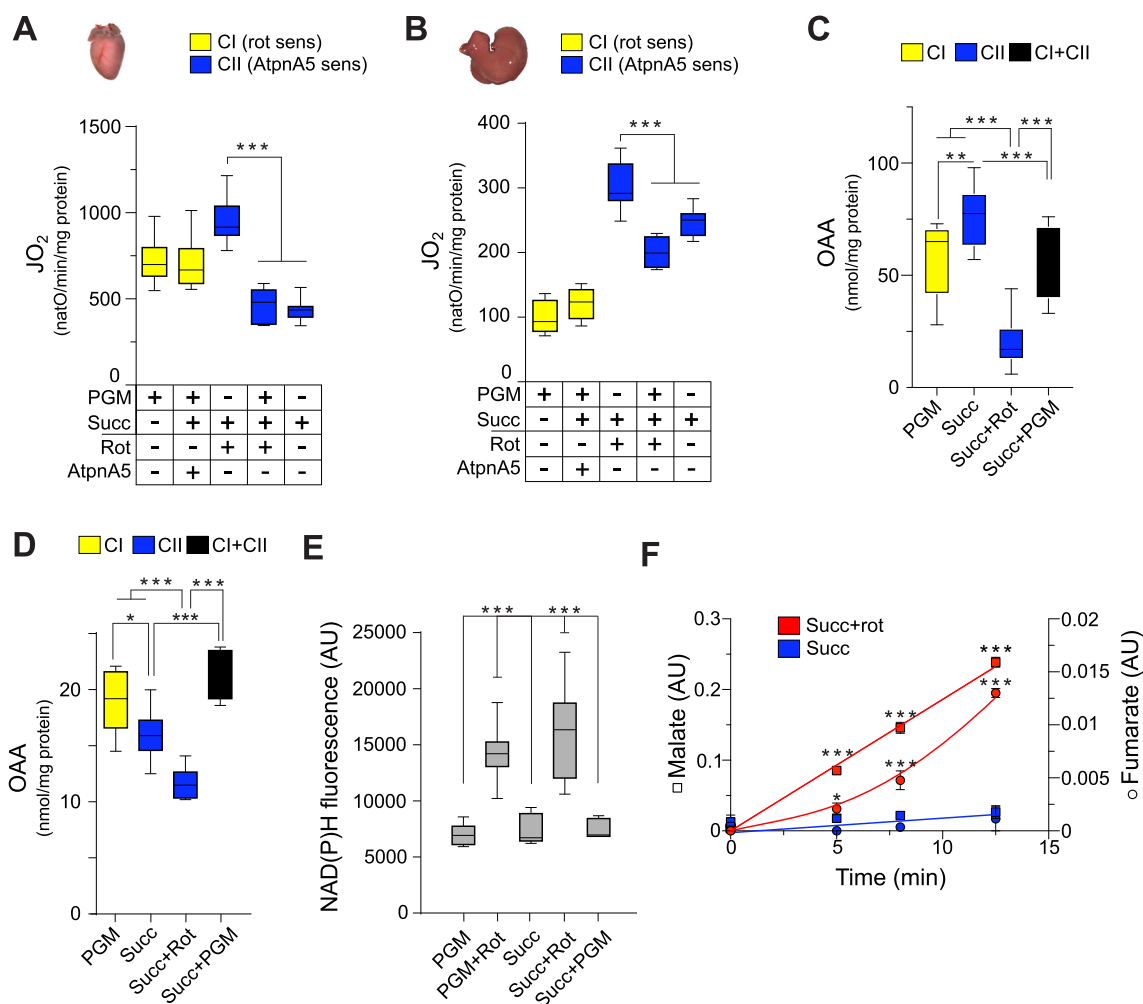 A
CI (rot sens)
CII (AtpnA5 sens)
***
JO2
(natO/min/mg protein)
1500
1000
500
0
PGM + + - + -
Succ - + + + +
Rot - - + + -
AtpnA5 - + - - -
B
CI (rot sens)
CII (AtpnA5 sens)
***
JO2
(natO/min/mg protein)
400
300
200
100
0
PGM + + - + -
Succ - + + + +
Rot - - + + -
AtpnA5 - + - - -
C
CI CII CI+CII
*** ***
** ***
OAA
(nmol/mg protein)
100
50
0
PGM
Succ
Succ+Rot
Succ+PGM
D
CI CII CI+CII
*** ***
* ***
OAA
(nmol/mg protein)
20
10
0
PGM
Succ
Succ+Rot
Succ+PGM
E
*** ***
NAD(P)H fluorescence (AU)
25000
20000
15000
10000
5000
0
PGM
PGM+Rot
Succ
Succ+Rot
Succ+PGM
F
Succ+rot
Succ
Malate (AU)
0.3
0.2
0.1
0
Fumarate (AU)
0.02
0.015
0.01
0.005
0
***
***
***
***
***
*
0 5 10 15
Time (min)